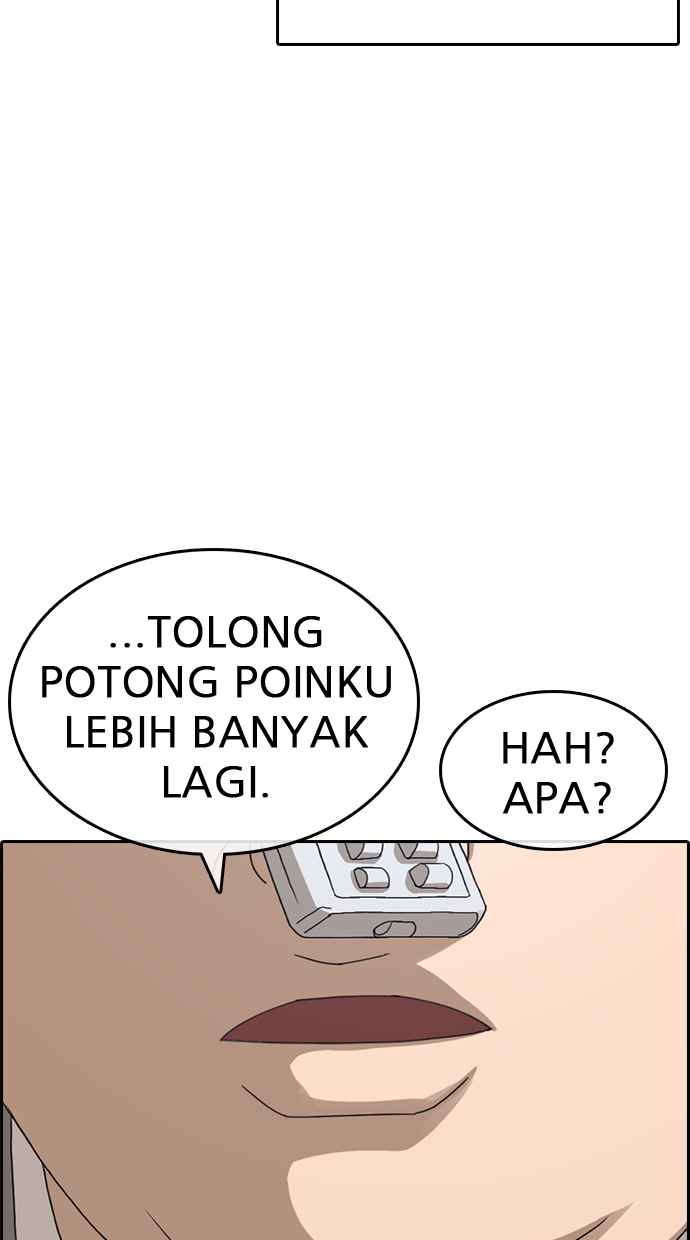 ...TOLONG
POTONG POINKU
LEBIH BANYAK
LAGI.
HAH?
APA?